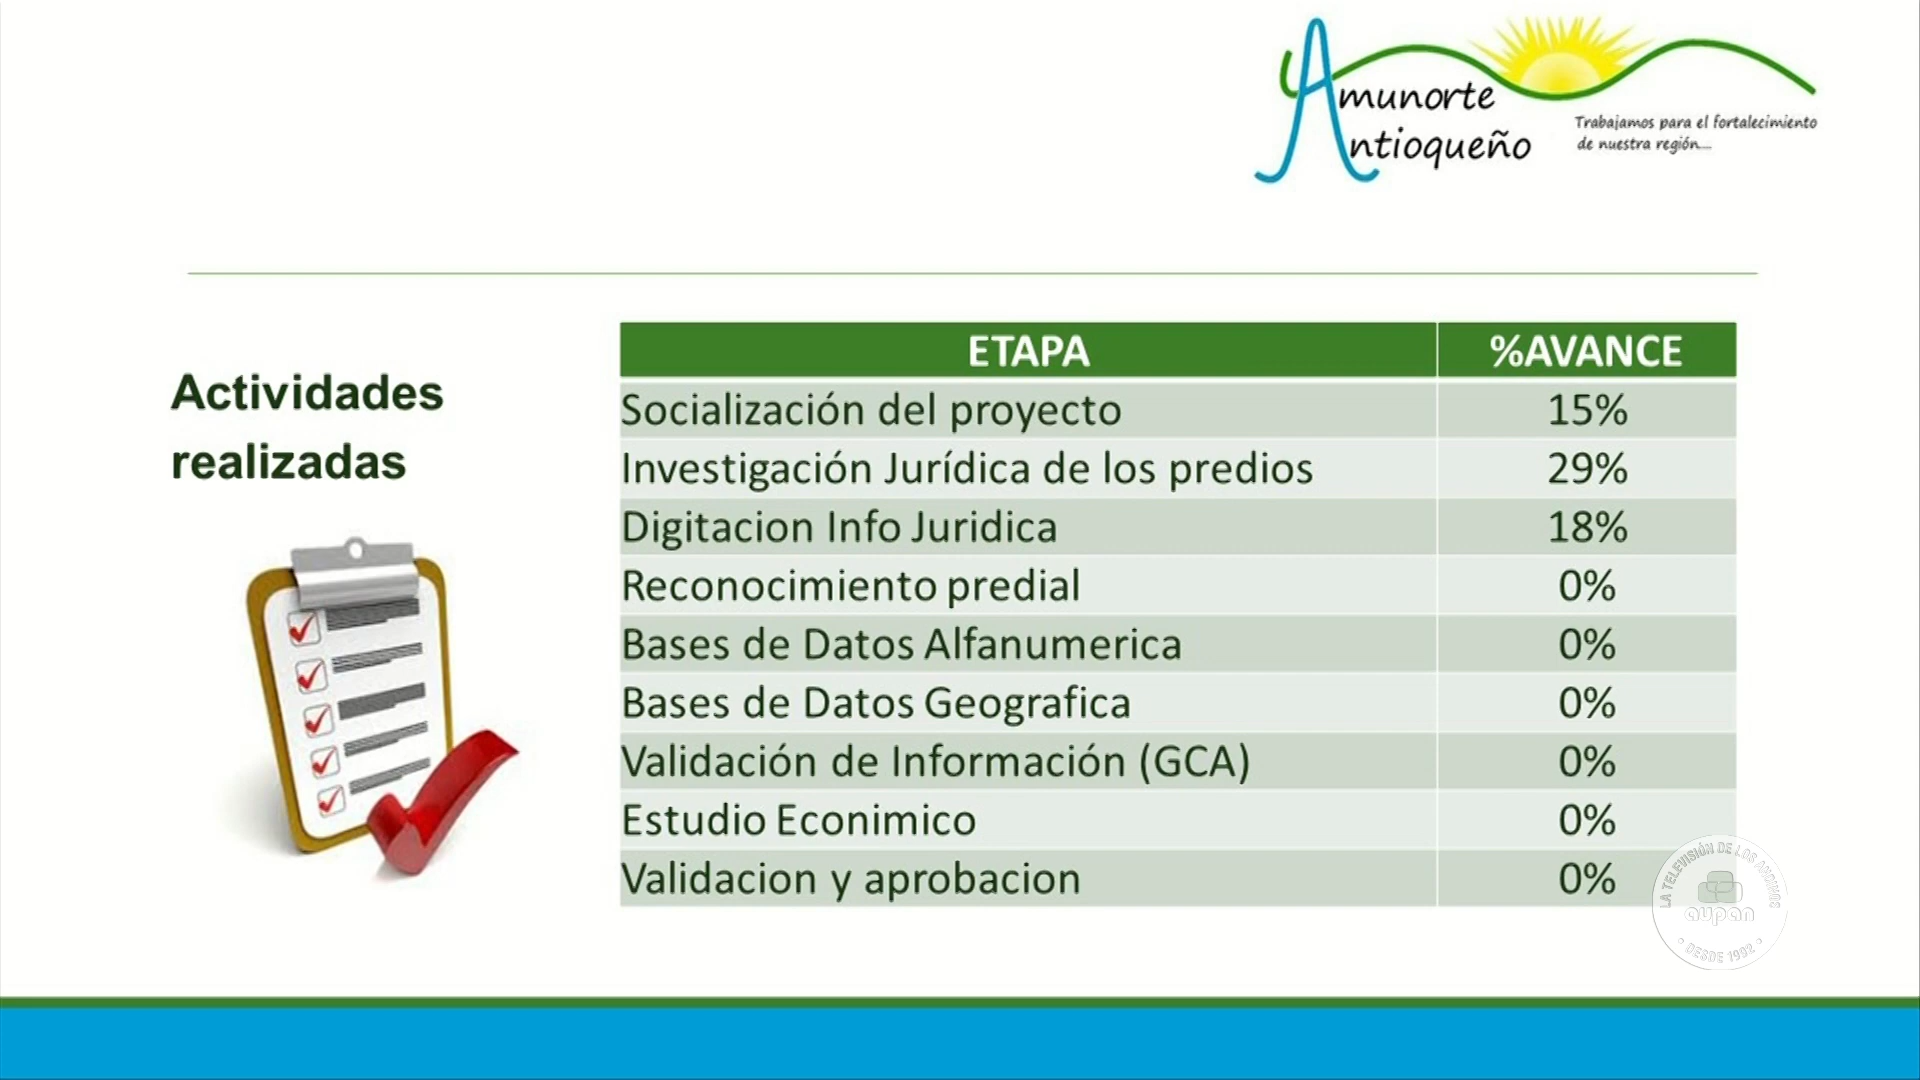 Amunorte
Antioqueño
Trabajamos para el fortalecimiento
de nuestra región....
Actividades
realizadas
ETAPA %AVANCE
Socialización del proyecto 15%
Investigación Jurídica de los predios 29%
Digitacion Info Juridica 18%
Reconocimiento predial 0%
Bases de Datos Alfanumerica 0%
Bases de Datos Geografica 0%
Validación de Información (GCA) 0%
Estudio Econimico 0%
Validacion y aprobacion 0%
LA TELEVISIÓN DE LOS ANDINOS
aupan
• DESDE 1992 •